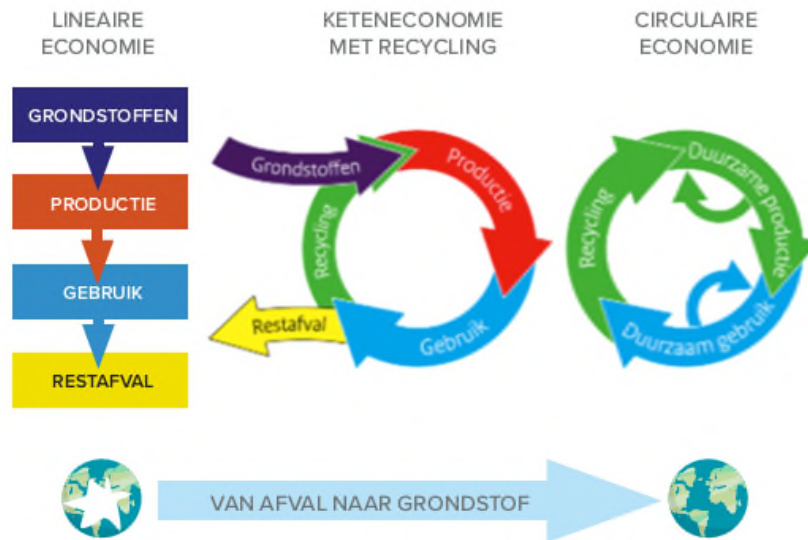 LINEAIRE
ECONOMIE
GRONDSTOFFEN
PRODUCTIE
GEBRUIK
RESTAFVAL
KETENECONOMIE
MET RECYCLING
Grondstoffen
Productie
Gebruik
Restafval
Recycling
CIRCULAIRE
ECONOMIE
Duurzame productie
Duurzaam gebruik
Recycling
VAN AFVAL NAAR GRONDSTOF